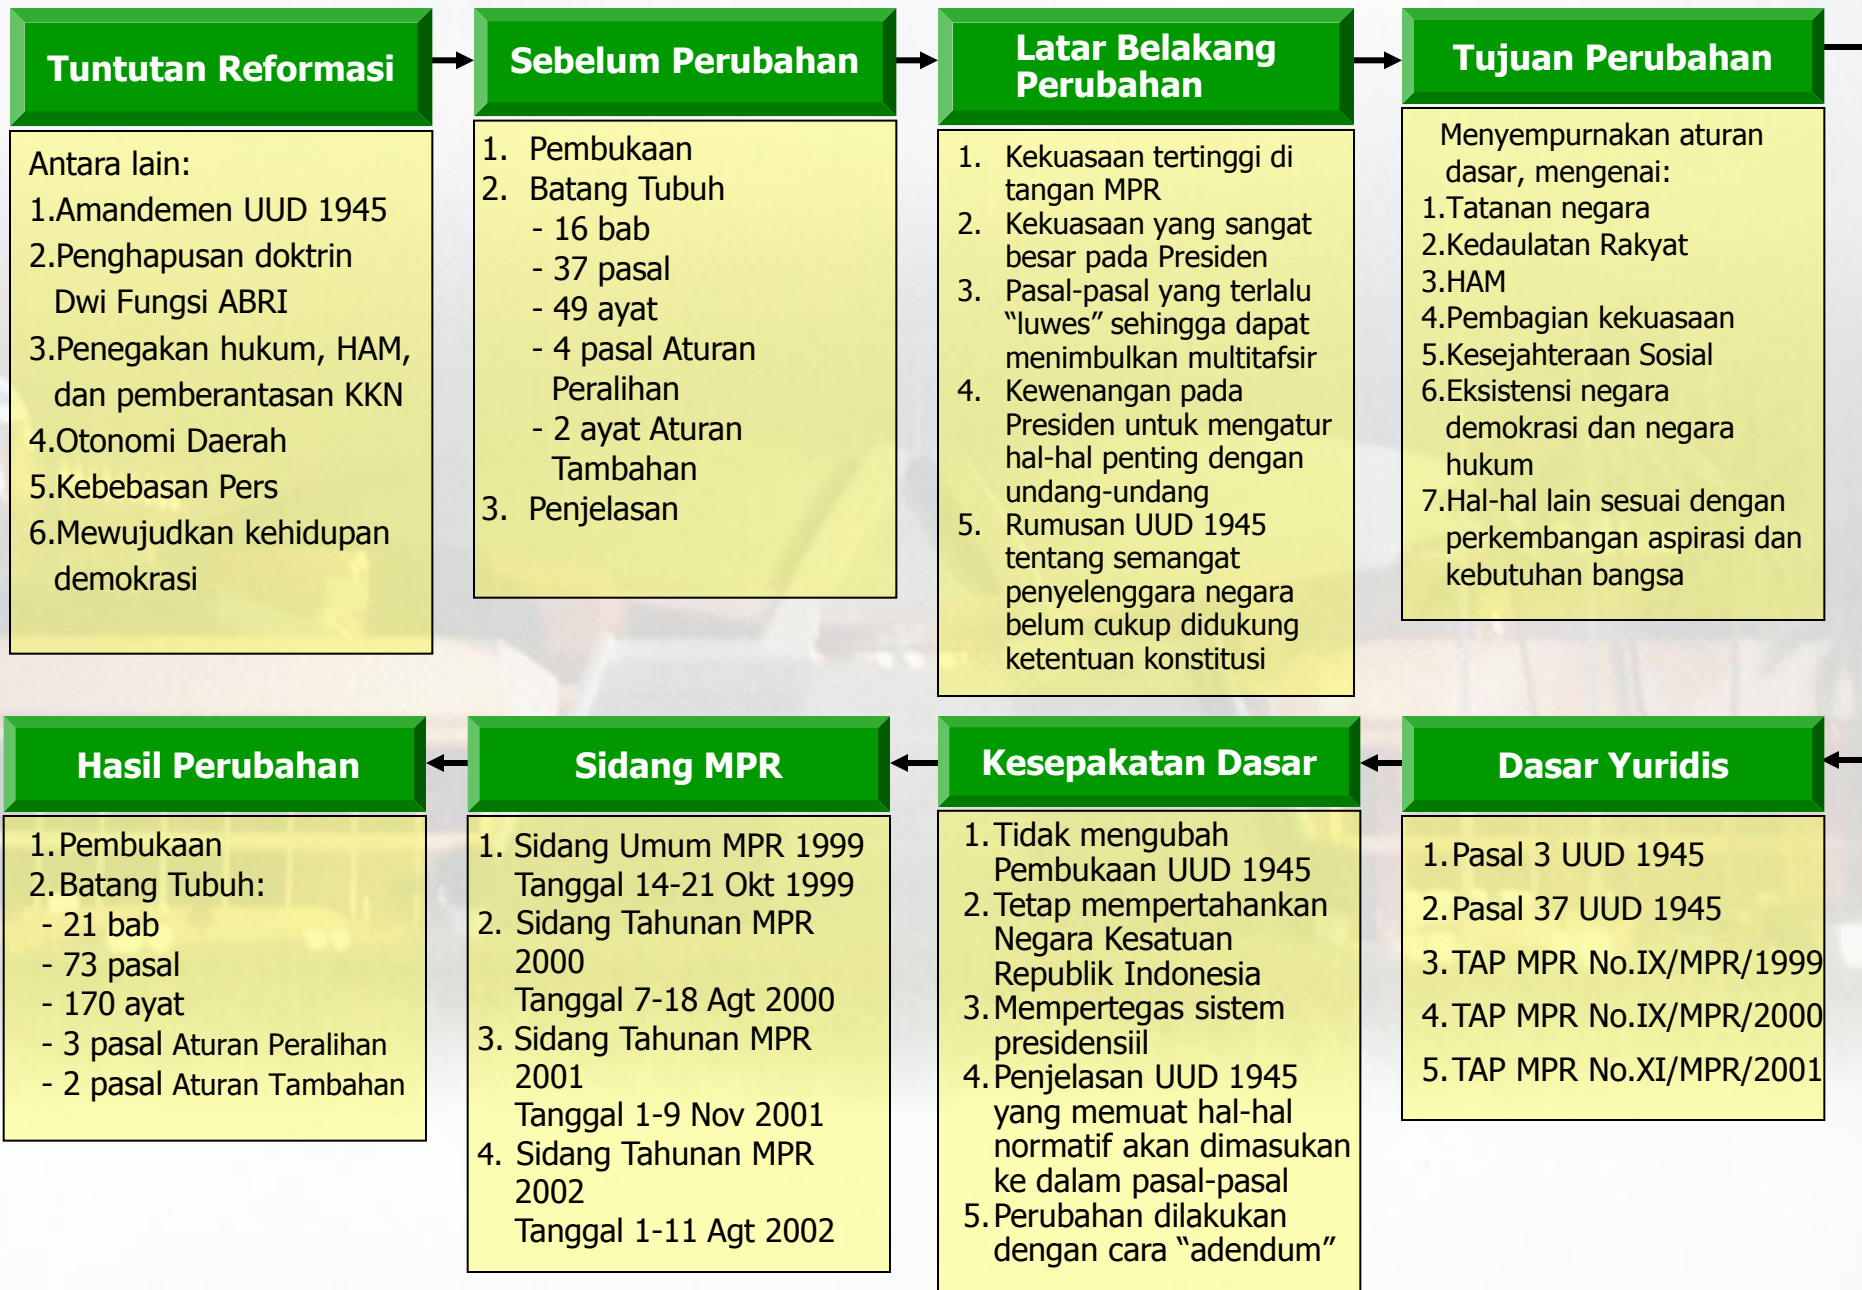 Tuntutan Reformasi
Antara lain:
1.Amandemen UUD 1945
2.Penghapusan doktrin
Dwi Fungsi ABRI
3.Penegakan hukum, HAM,
dan pemberantasan KKN
4.Otonomi Daerah
5.Kebebasan Pers
6.Mewujudkan kehidupan
demokrasi
Sebelum Perubahan
1. Pembukaan
2. Batang Tubuh
- 16 bab
- 37 pasal
- 49 ayat
- 4 pasal Aturan
Peralihan
- 2 ayat Aturan
Tambahan
3. Penjelasan
Latar Belakang
Perubahan
1. Kekuasaan tertinggi di
tangan MPR
2. Kekuasaan yang sangat
besar pada Presiden
3. Pasal-pasal yang terlalu
“luwes” sehingga dapat
menimbulkan multitafsir
4. Kewenangan pada
Presiden untuk mengatur
hal-hal penting dengan
undang-undang
5. Rumusan UUD 1945
tentang semangat
penyelenggara negara
belum cukup didukung
ketentuan konstitusi
Tujuan Perubahan
Menyempurnakan aturan
dasar, mengenai:
1.Tatanan negara
2.Kedaulatan Rakyat
3.HAM
4.Pembagian kekuasaan
5.Kesejahteraan Sosial
6.Eksistensi negara
demokrasi dan negara
hukum
7.Hal-hal lain sesuai dengan
perkembangan aspirasi dan
kebutuhan bangsa
Dasar Yuridis
1.Pasal 3 UUD 1945
2.Pasal 37 UUD 1945
3.TAP MPR No.IX/MPR/1999
4.TAP MPR No.IX/MPR/2000
5.TAP MPR No.XI/MPR/2001
Kesepakatan Dasar
1.Tidak mengubah
Pembukaan UUD 1945
2.Tetap mempertahankan
Negara Kesatuan
Republik Indonesia
3.Mempertegas sistem
presidensiil
4.Penjelasan UUD 1945
yang memuat hal-hal
normatif akan dimasukan
ke dalam pasal-pasal
5.Perubahan dilakukan
dengan cara “adendum”
Sidang MPR
1. Sidang Umum MPR 1999
Tanggal 14-21 Okt 1999
2. Sidang Tahunan MPR
2000
Tanggal 7-18 Agt 2000
3. Sidang Tahunan MPR
2001
Tanggal 1-9 Nov 2001
4. Sidang Tahunan MPR
2002
Tanggal 1-11 Agt 2002
Hasil Perubahan
1.Pembukaan
2.Batang Tubuh:
- 21 bab
- 73 pasal
- 170 ayat
- 3 pasal Aturan Peralihan
- 2 pasal Aturan Tambahan